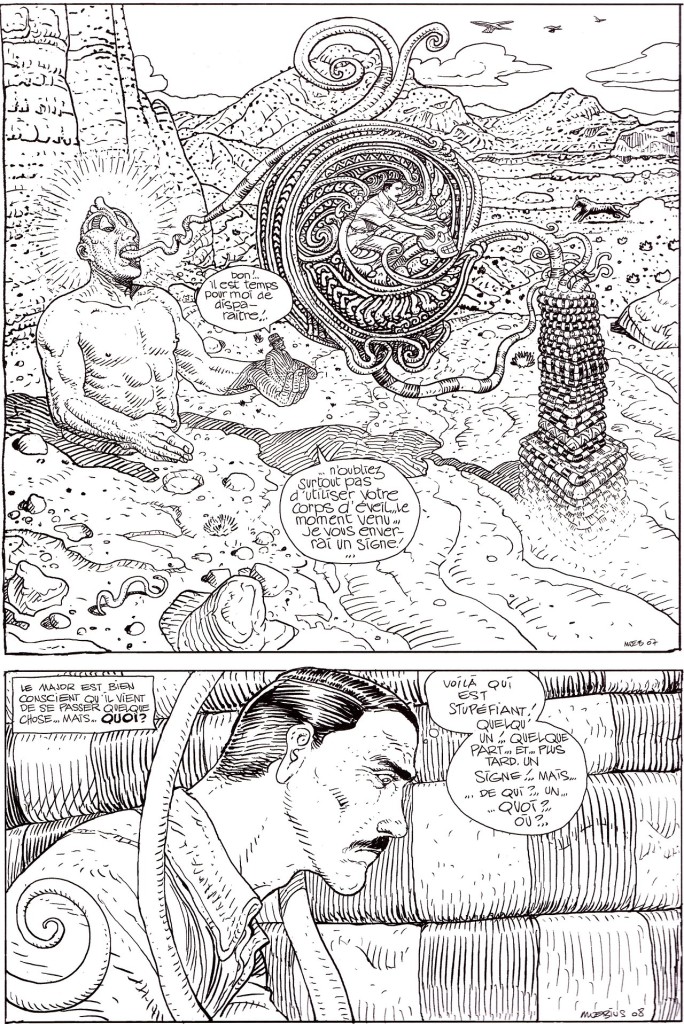 bon!..
il est temps
pour moi de
dispa-
raître!.
... n'oubliez
surtout pas
d'utiliser votre
corps d'éveil...le
moment venu...
Je vous enver-
rai un signe!
...
MŒB 07
LE MAJOR EST BIEN
CONSCIENT QU'IL VIENT
DE SE PASSER QUELQUE
CHOSE... MAIS... QUOI?
VOILÀ QUI
EST
STUPÉFIANT!
QUELQU'
UN!, QUELQUE
PART... ET... PLUS
TARD. UN
SIGNE!.. MAIS...
... DE QUI?.. UN...
... QUOI?.
OU?..
MŒBIUS 08